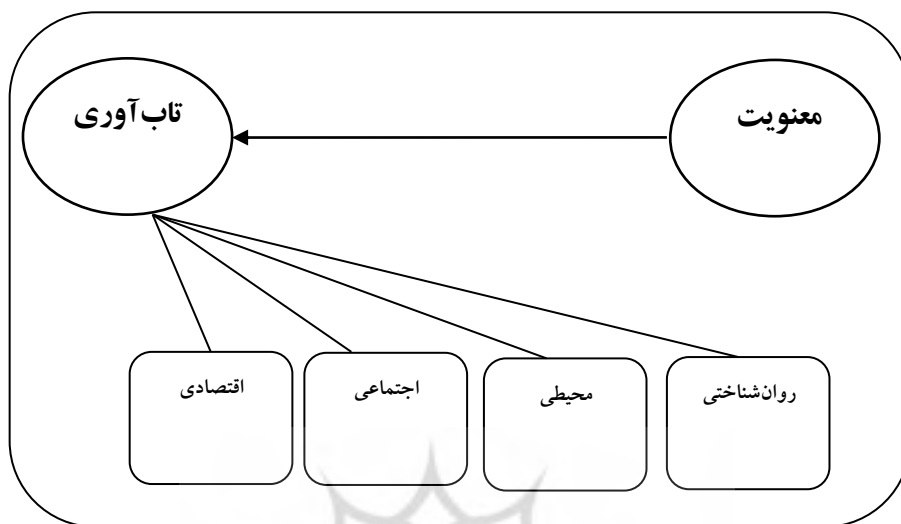 معنویت
تاب‌آوری
روان‌شناختی
محیطی
اجتماعی
اقتصادی